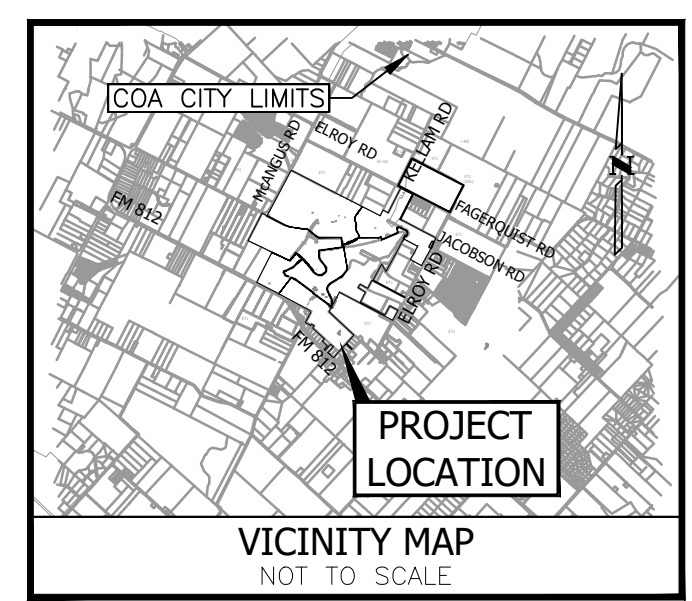 COA CITY LIMITS
ELROY RD
KELLAM RD
McANGUS RD
N
FM 812
FAGERQUIST RD
JACOBSON RD
ELROY RD
FM 812
PROJECT
LOCATION
VICINITY MAP
NOT TO SCALE